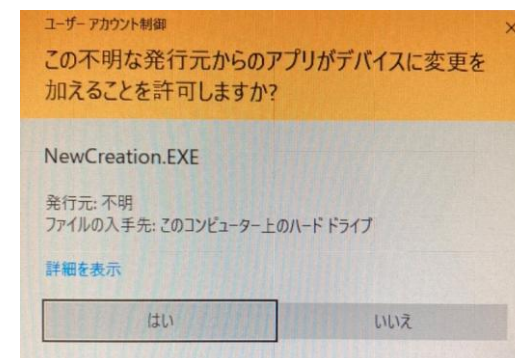 ユーザー アカウント制御
×
この不明な発行元からのアプリがデバイスに変更を
加えることを許可しますか?
NewCreation.EXE
発行元: 不明
ファイルの入手先: このコンピューター上のハード ドライブ
詳細を表示
はい
いいえ